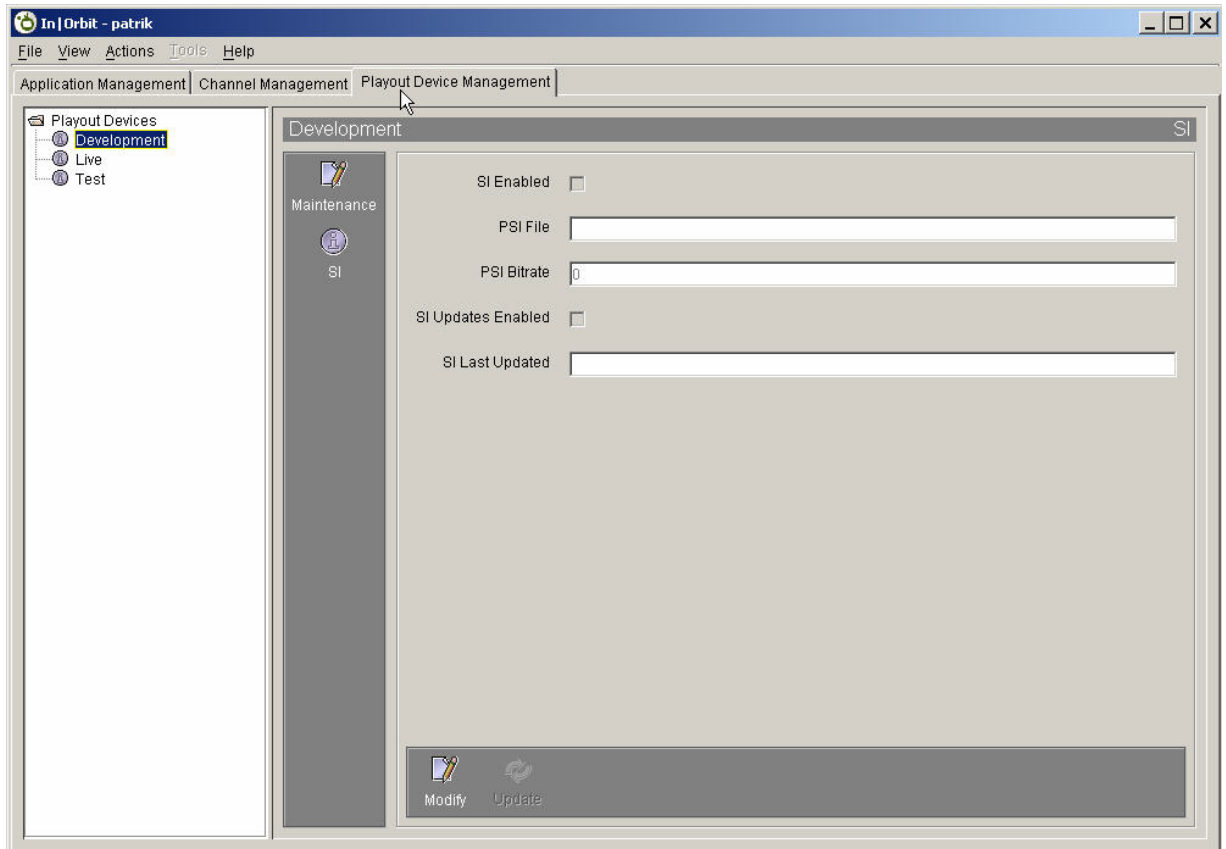 In|Orbit - patrik
File View Actions Tools Help
Application Management Channel Management Playout Device Management
Playout Devices
Development
Live
Test
Development SI
Maintenance
SI
SI Enabled
PSI File
PSI Bitrate 0
SI Updates Enabled
SI Last Updated
Modify Update